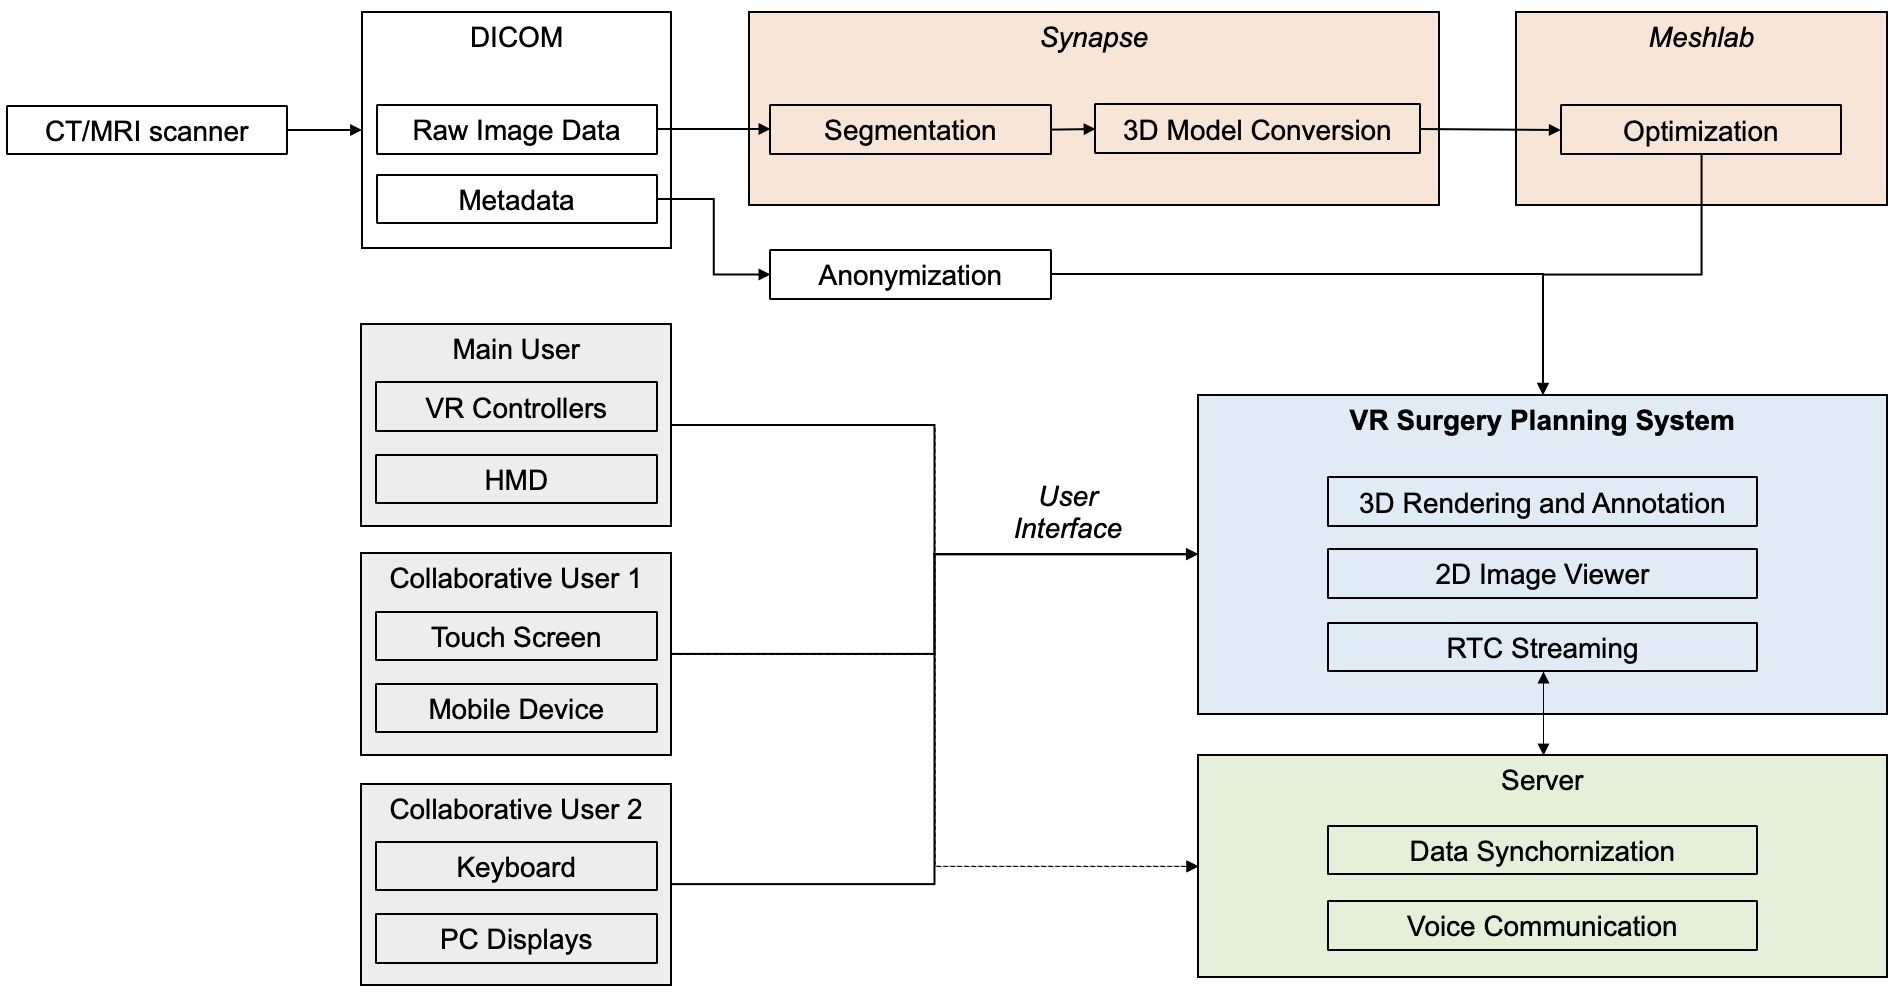 DICOM
Synapse
Meshlab
CT/MRI scanner
Raw Image Data
Segmentation
3D Model Conversion
Optimization
Metadata
Anonymization
Main User
VR Controllers
HMD
User
Interface
VR Surgery Planning System
3D Rendering and Annotation
2D Image Viewer
RTC Streaming
Collaborative User 1
Touch Screen
Mobile Device
Collaborative User 2
Keyboard
PC Displays
Server
Data Synchornization
Voice Communication